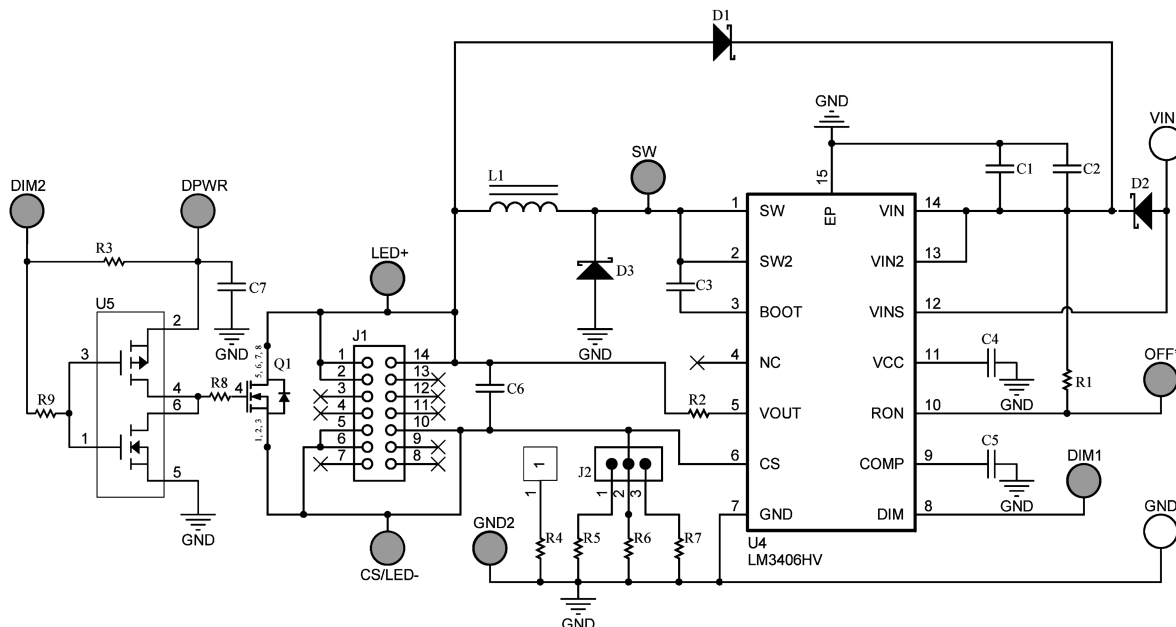 D1
GND
VIN
SW
L1
15
EP
C1
C2
D2
DIM2
DPWR
1
SW
VIN
14
R3
LED+
2
SW2
VIN2
13
C7
D3
C3
U5
2
GND
3
BOOT
VINS
12
5, 6, 7, 8
J1
GND
3
Q1
1
14
4
NC
VCC
11
C4
OFF*
2
13
C6
GND
R1
4
R8
4
3
12
R9
6
4
11
R2
5
VOUT
RON
10
1
1, 2, 3
5
10
6
9
J2
6
CS
COMP
9
C5
5
7
8
1
GND
DIM1
1
1
2
3
GND
GND2
7
GND
DIM
8
GND
R4
R5
R6
R7
U4
LM3406HV
CS/LED-
GND